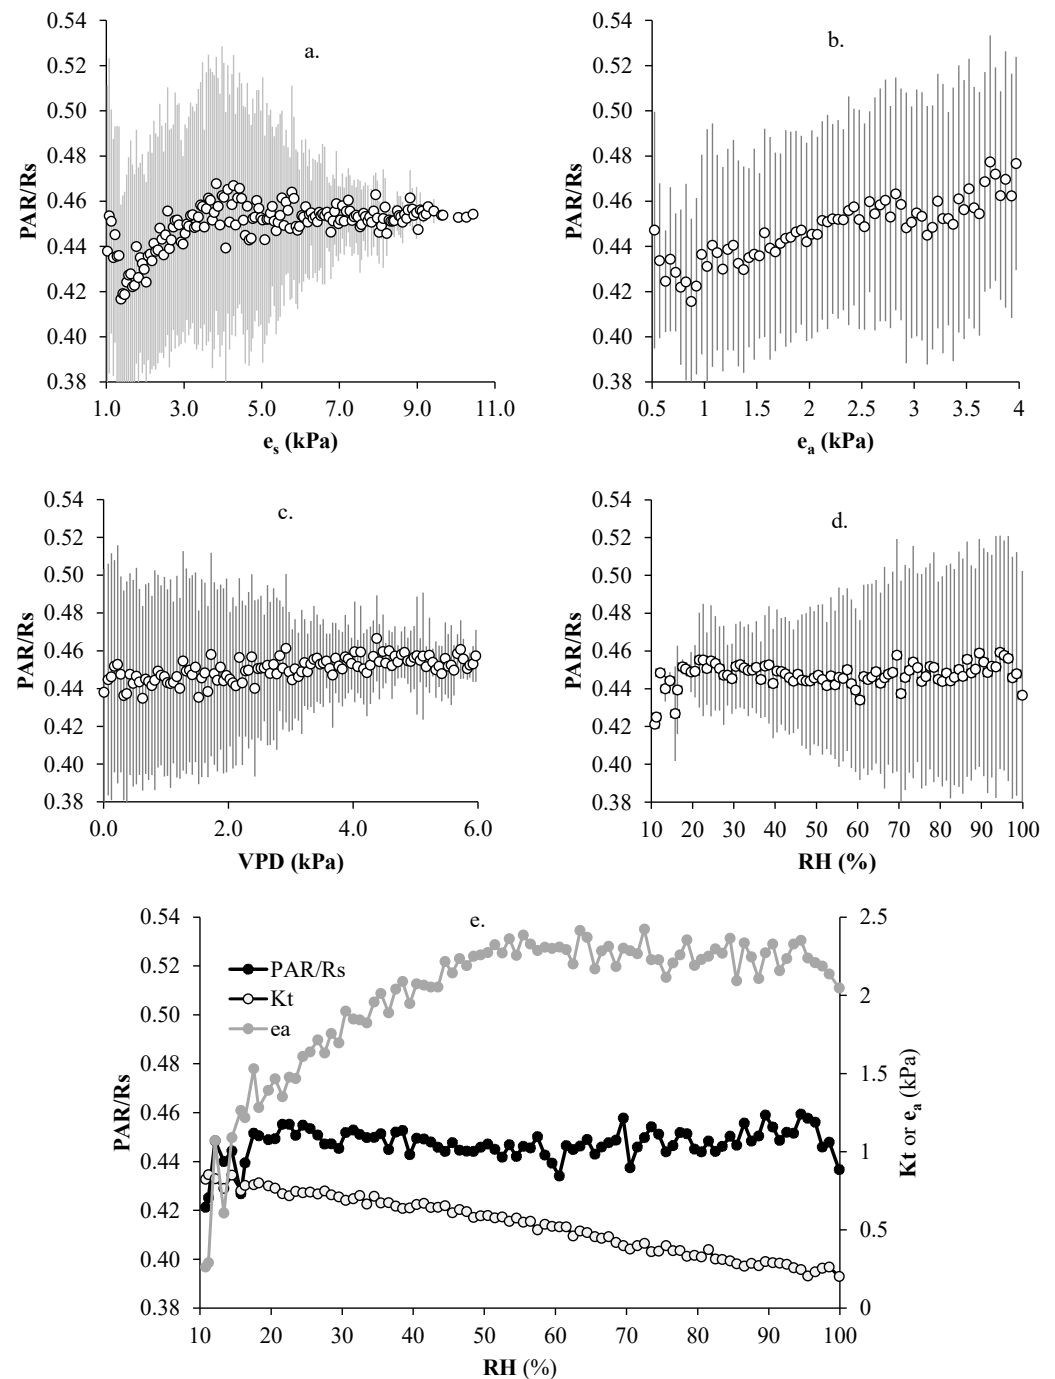 a.
PAR/Rs
0.54
0.52
0.50
0.48
0.46
0.44
0.42
0.40
0.38
1.0 3.0 5.0 7.0 9.0 11.0
es (kPa)
b.
PAR/Rs
0.54
0.52
0.50
0.48
0.46
0.44
0.42
0.40
0.38
0.5 1 1.5 2 2.5 3 3.5 4
ea (kPa)
c.
PAR/Rs
0.54
0.52
0.50
0.48
0.46
0.44
0.42
0.40
0.38
0.0 2.0 4.0 6.0
VPD (kPa)
d.
PAR/Rs
0.54
0.52
0.50
0.48
0.46
0.44
0.42
0.40
0.38
10 20 30 40 50 60 70 80 90 100
RH (%)
e.
PAR/Rs
0.54
0.52
0.50
0.48
0.46
0.44
0.42
0.40
0.38
PAR/Rs
Kt
ea
2.5
2
1.5
1
0.5
0
Kt or ea (kPa)
10 20 30 40 50 60 70 80 90 100
RH (%)